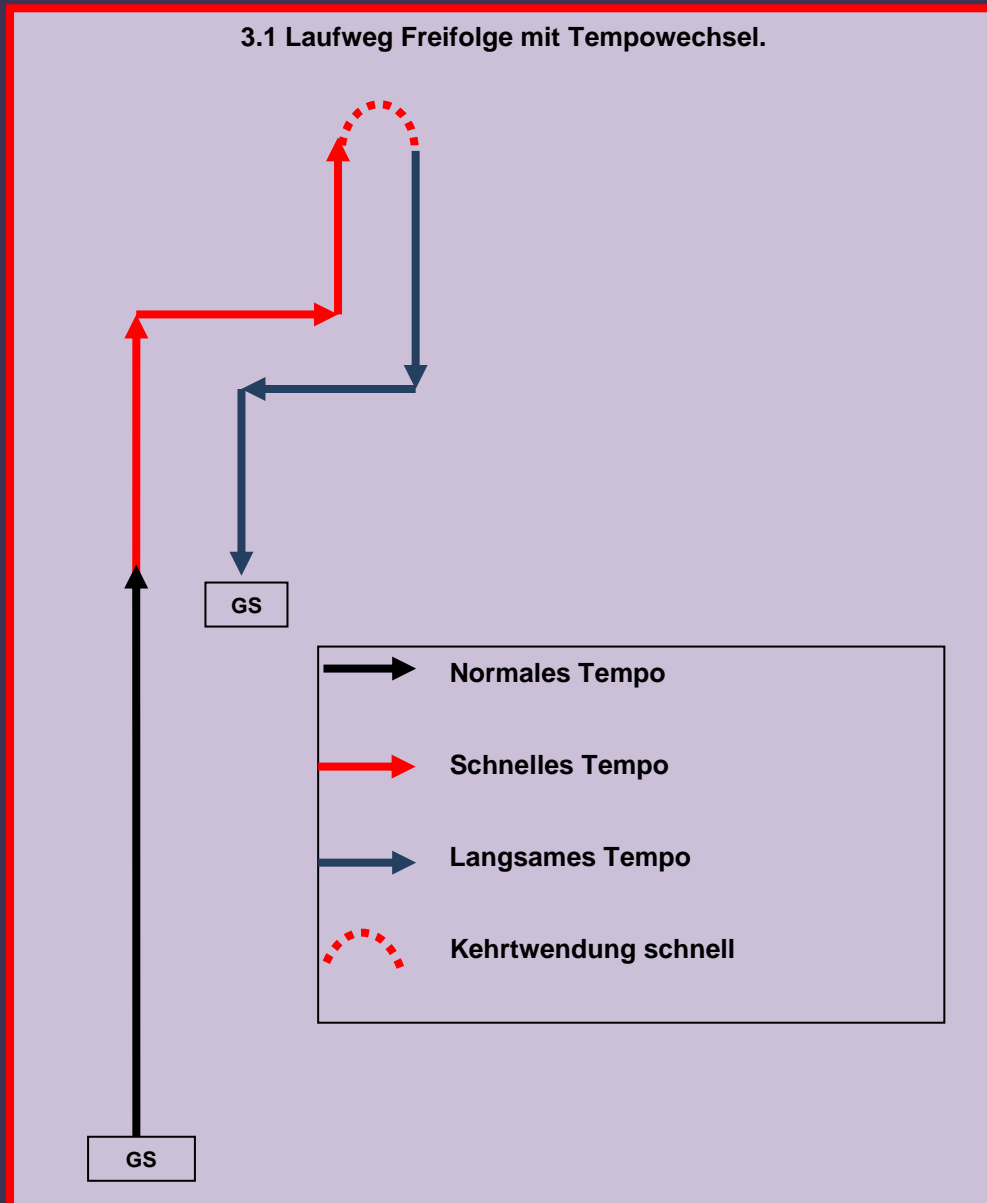 3.1 Laufweg Freifolge mit Tempowechsel.
GS
Normales Tempo
Schnelles Tempo
Langsames Tempo
Kehrtwendung schnell
GS